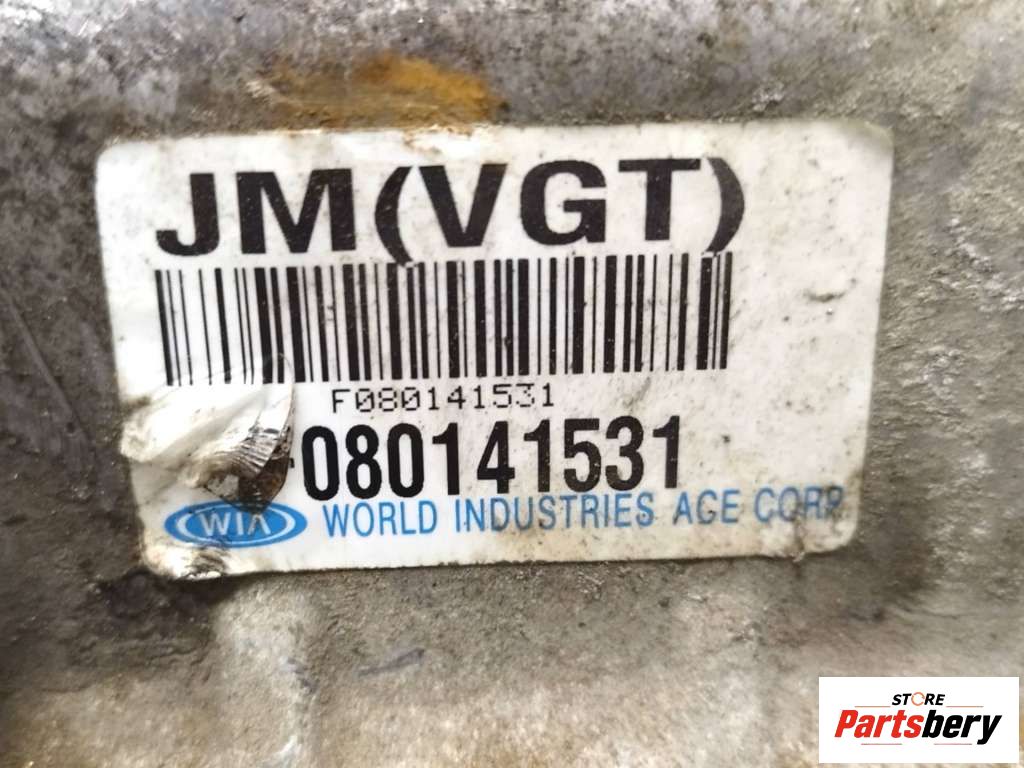 JM(VGT)
F080141531
080141531
WIA WORLD INDUSTRIES ACE CORP
STORE
Partsbery